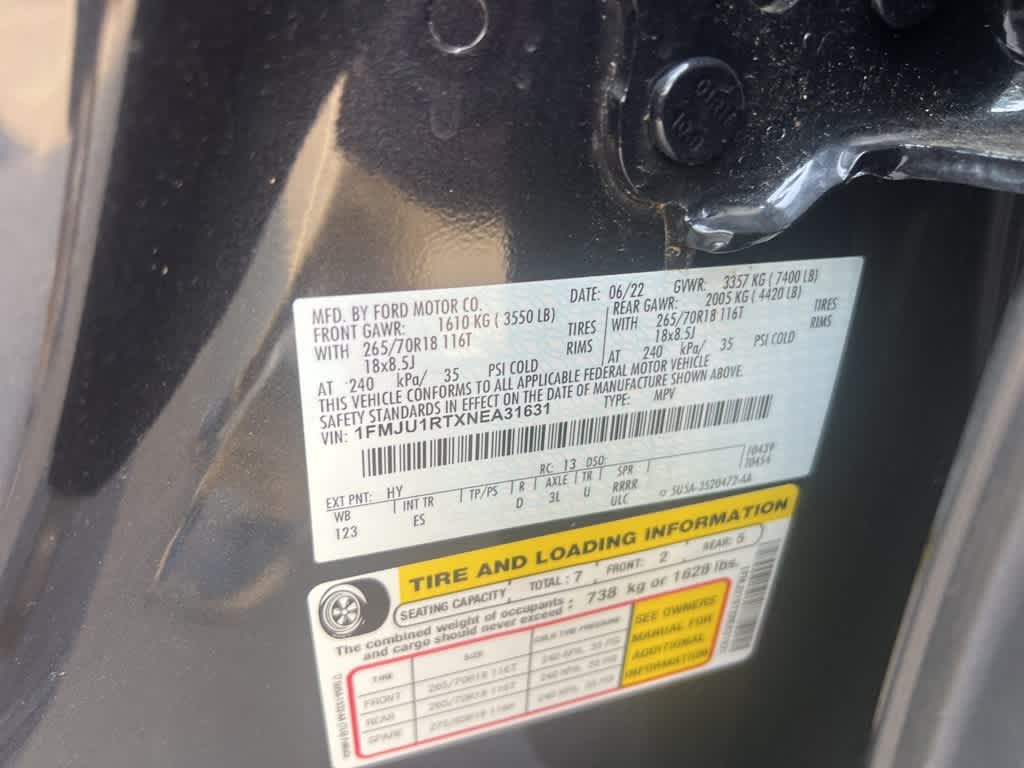 MFD. BY FORD MOTOR CO.
DATE: 06/22 GVWR: 3357 KG ( 7400 LB)
FRONT GAWR: 1610 KG ( 3550 LB)
REAR GAWR: 2005 KG ( 4420 LB)
WITH 265/70R18 116T TIRES
WITH 265/70R18 116T TIRES
18x8.5J RIMS
18x8.5J RIMS
AT 240 kPa/ 35 PSI COLD
AT 240 kPa/ 35 PSI COLD
THIS VEHICLE CONFORMS TO ALL APPLICABLE FEDERAL MOTOR VEHICLE
SAFETY STANDARDS IN EFFECT ON THE DATE OF MANUFACTURE SHOWN ABOVE.
VIN: 1FMJU1RTXNEA31631 TYPE: MPV
EXT PNT: HY RC: 13 DSO:
WB INT TR TP/PS R AXLE TR SPR
123 ES D 3L U RRRR
ULC
10439
10454
TIRE AND LOADING INFORMATION
SEATING CAPACITY TOTAL: 7 FRONT: 2 REAR: 5
The combined weight of occupants
and cargo should never exceed : 738 kg or 1628 lbs.
TIRE SIZE COLD TIRE PRESSURE
FRONT 265/70R18 116T
REAR 265/70R18 116T
SPARE
SEE OWNERS
MANUAL FOR
ADDITIONAL
INFORMATION